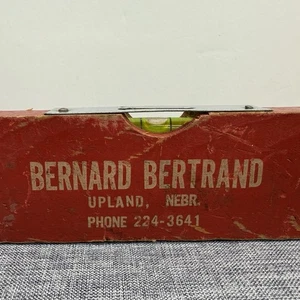 BERNARD BERTRAND
UPLAND, NEBR.
PHONE 224-3641